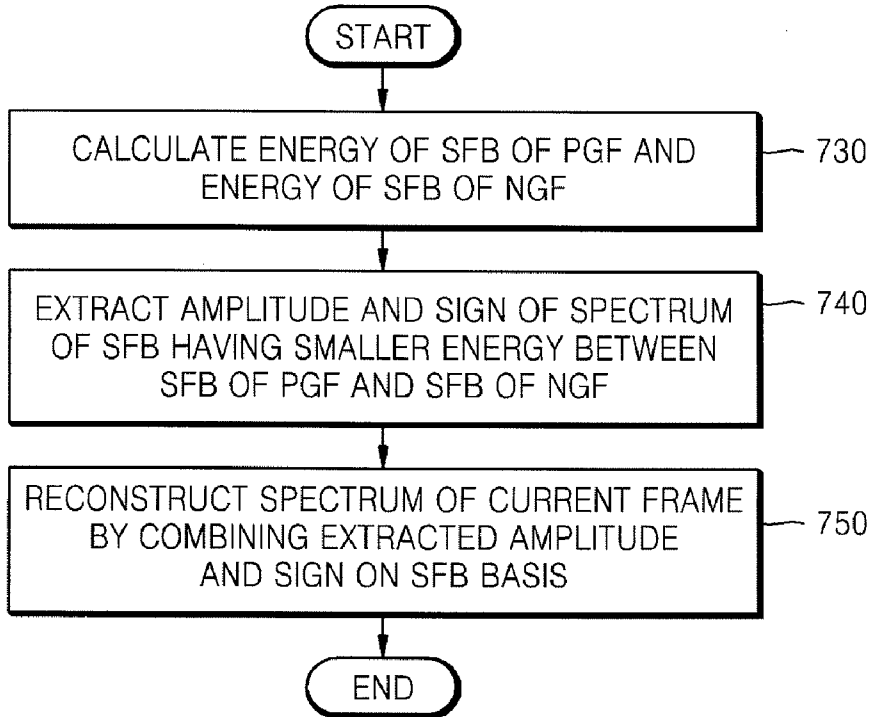 START
CALCULATE ENERGY OF SFB OF PGF AND
ENERGY OF SFB OF NGF
730
EXTRACT AMPLITUDE AND SIGN OF SPECTRUM
OF SFB HAVING SMALLER ENERGY BETWEEN
SFB OF PGF AND SFB OF NGF
740
RECONSTRUCT SPECTRUM OF CURRENT FRAME
BY COMBINING EXTRACTED AMPLITUDE
AND SIGN ON SFB BASIS
750
END